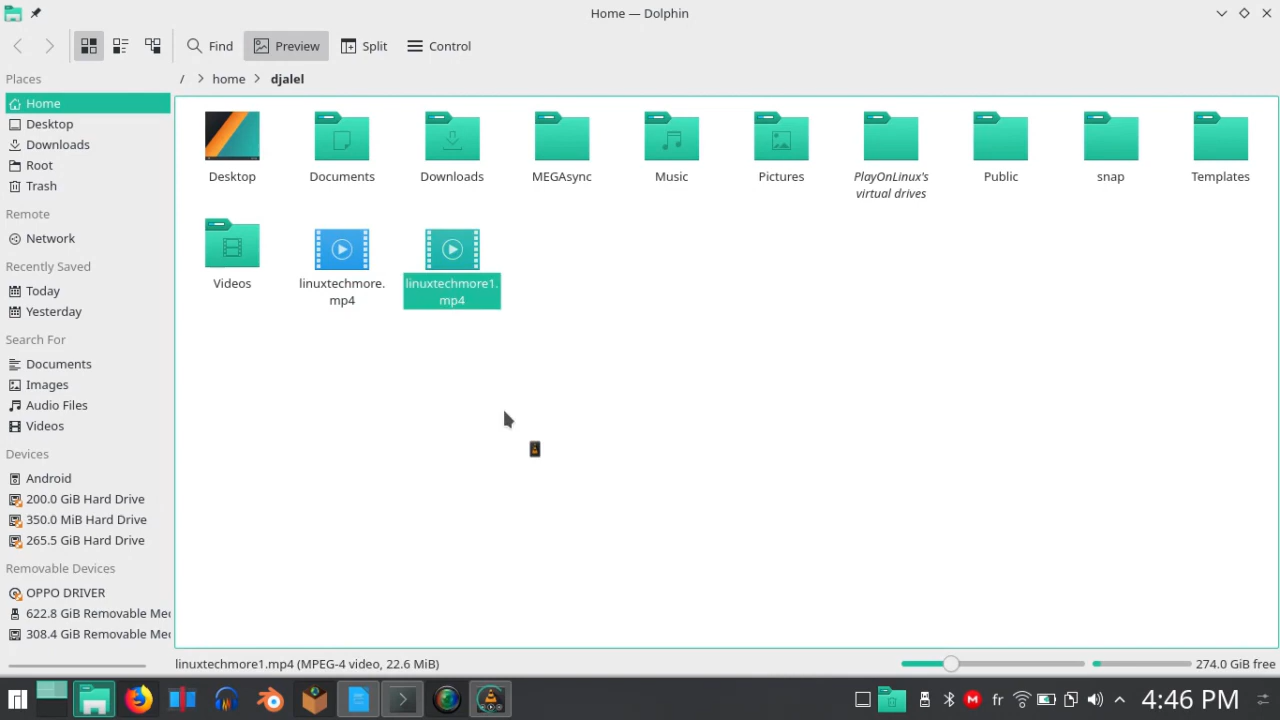 Home — Dolphin
Find
Preview
Split
Control
Places
/ > home > djalel
Home
Desktop
Downloads
Root
Trash
Remote
Network
Recently Saved
Today
Yesterday
Search For
Documents
Images
Audio Files
Videos
Devices
Android
200.0 GiB Hard Drive
350.0 MiB Hard Drive
265.5 GiB Hard Drive
Removable Devices
OPPO DRIVER
622.8 GiB Removable Mec
308.4 GiB Removable Mec
Desktop
Documents
Downloads
MEGAsync
Music
Pictures
PlayOnLinux's
virtual drives
Public
snap
Templates
Videos
linuxtechmore.
mp4
linuxtechmore1.
mp4
linuxtechmore1.mp4 (MPEG-4 video, 22.6 MiB)
274.0 GiB free
fr
4:46 PM